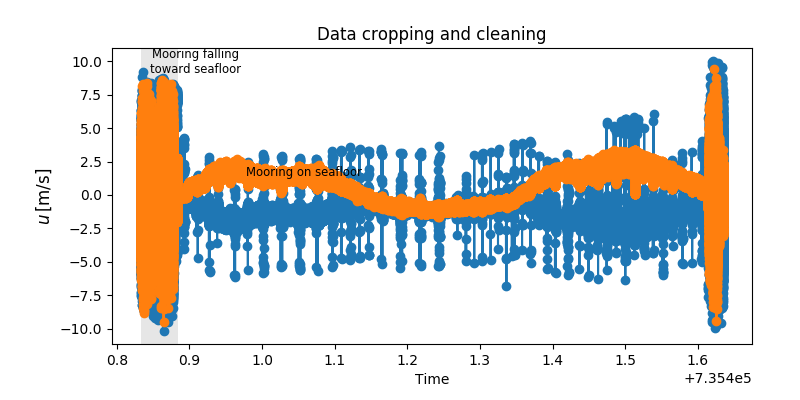 Data cropping and cleaning
Mooring falling
toward seafloor
Mooring on seafloor
10.0
7.5
5.0
2.5
0.0
−2.5
−5.0
−7.5
−10.0
u [m/s]
0.8
0.9
1.0
1.1
1.2
1.3
1.4
1.5
1.6
Time
+7.354e5